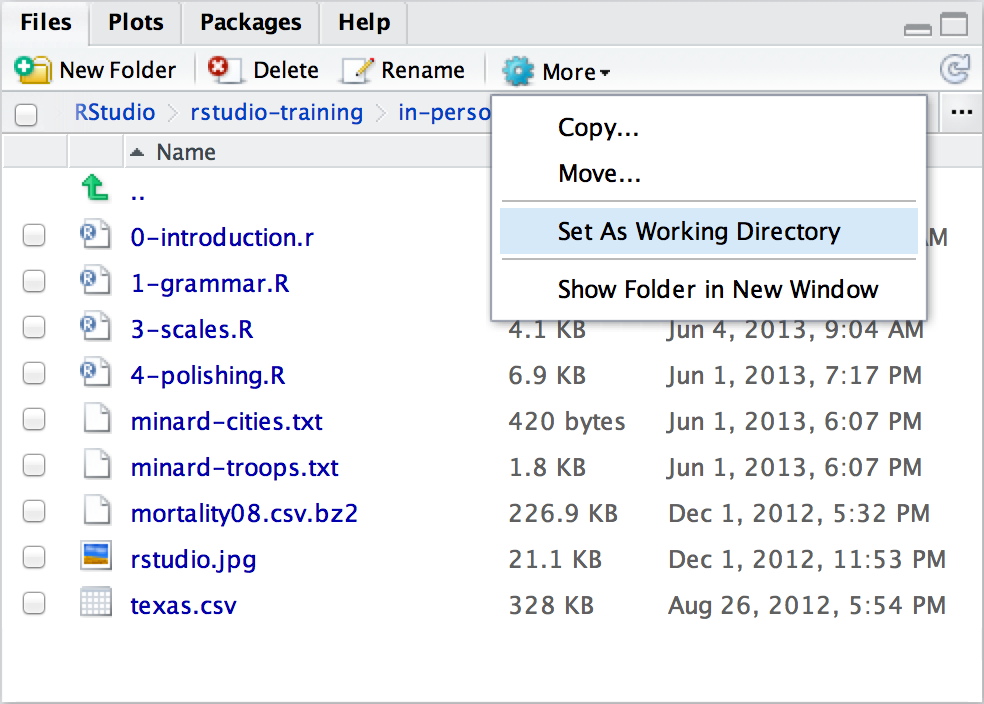 Files Plots Packages Help
New Folder Delete Rename More
RStudio rstudio-training in-perso ...
Copy...
Move...
Set As Working Directory
Show Folder in New Window
Name
..
0-introduction.r AM
1-grammar.R
3-scales.R 4.1 KB Jun 4, 2013, 9:04 AM
4-polishing.R 6.9 KB Jun 1, 2013, 7:17 PM
minard-cities.txt 420 bytes Jun 1, 2013, 6:07 PM
minard-troops.txt 1.8 KB Jun 1, 2013, 6:07 PM
mortality08.csv.bz2 226.9 KB Dec 1, 2012, 5:32 PM
rstudio.jpg 21.1 KB Dec 1, 2012, 11:53 PM
texas.csv 328 KB Aug 26, 2012, 5:54 PM